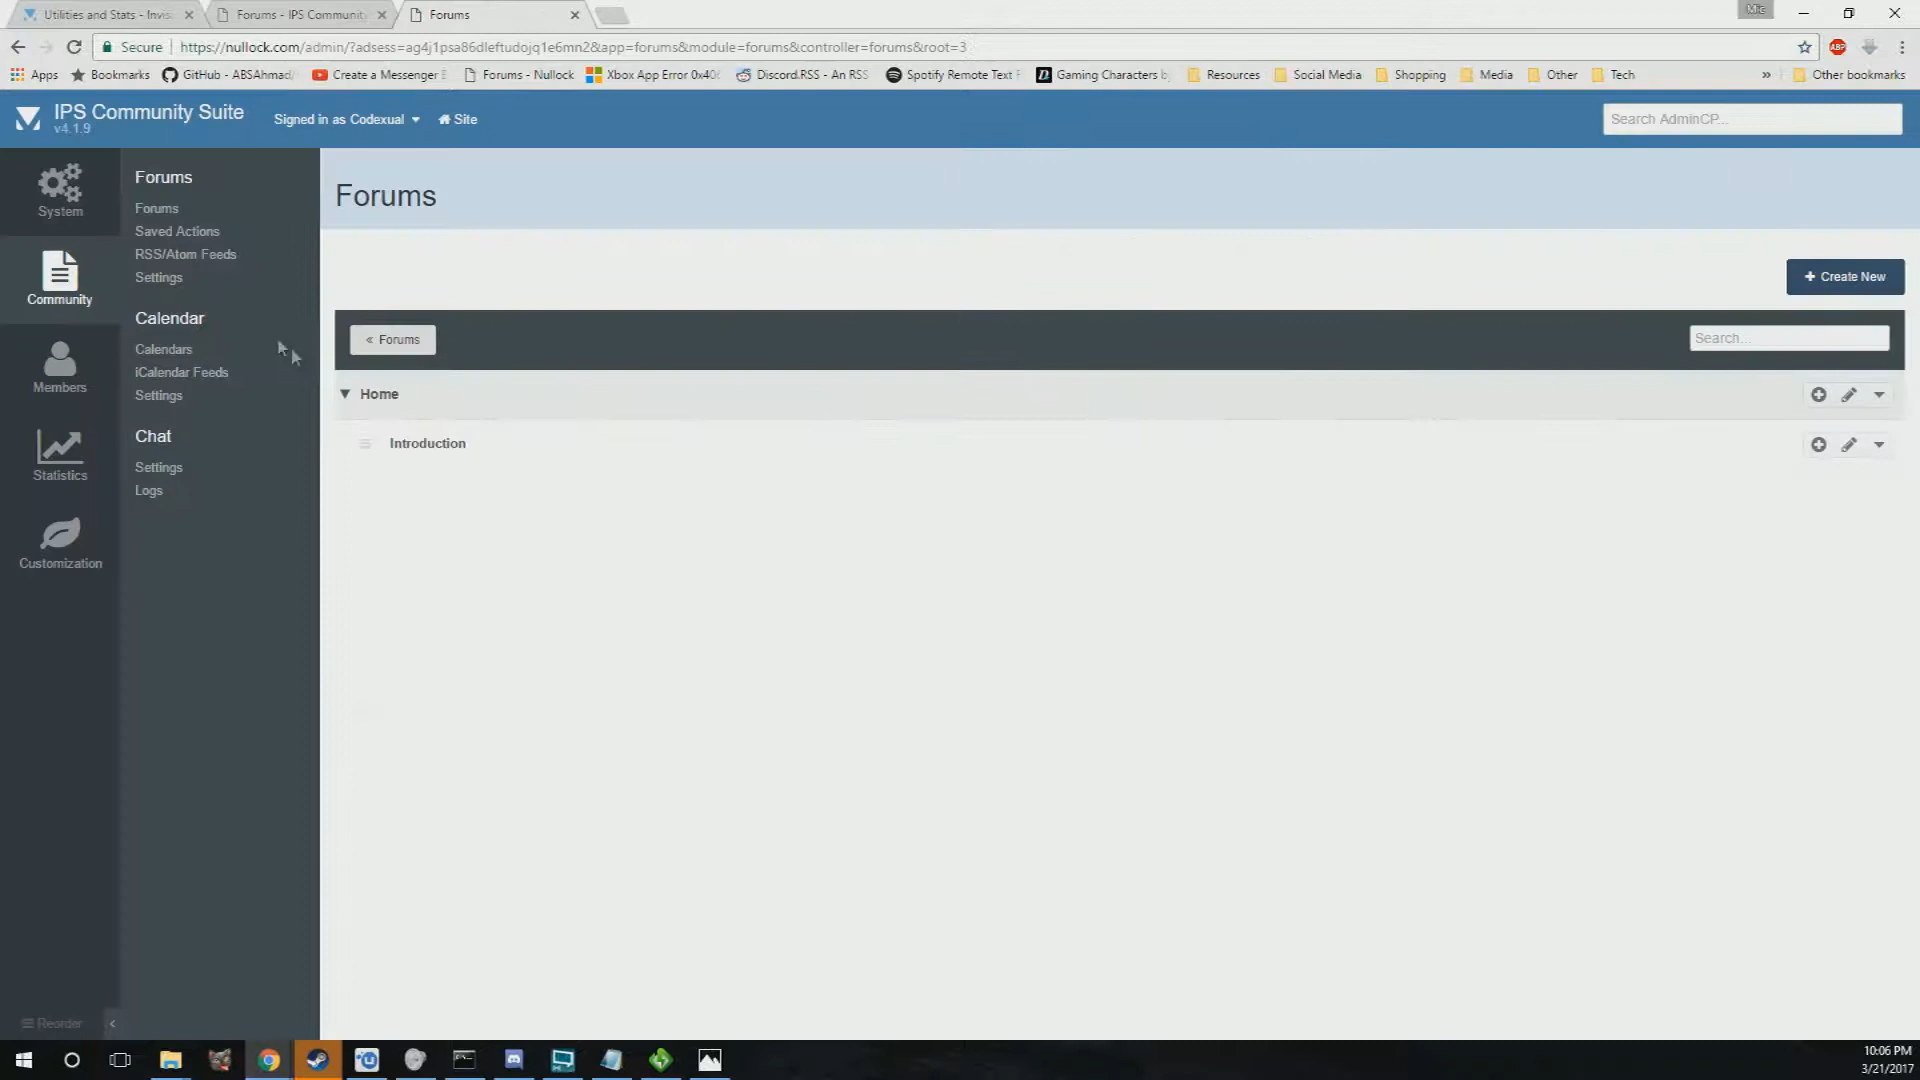 Utilities and Stats - Invis
Forums - IPS Communit
Forums
Mic
Secure
https://nullock.com/admin/?adsess=ag4j1psa86dleftudojq1e6mn2&app=forums&module=forums&controller=forums&root=3
ABP
Apps
Bookmarks
GitHub - ABSAhmad/
Create a Messenger
Forums - Nullock
Xbox App Error 0x40
Discord.RSS - An RSS
Spotify Remote Text
Gaming Characters b
Resources
Social Media
Shopping
Media
Other
Tech
»
Other bookmarks
IPS Community Suite
v4.1.9
Signed in as Codexual
Site
Search AdminCP...
System
Community
Members
Statistics
Customization
Reorder
Forums
Forums
Saved Actions
RSS/Atom Feeds
Settings
Calendar
Calendars
iCalendar Feeds
Settings
Chat
Settings
Logs
Forums
+ Create New
« Forums
Search...
Home
Introduction
10:06 PM
3/21/2017